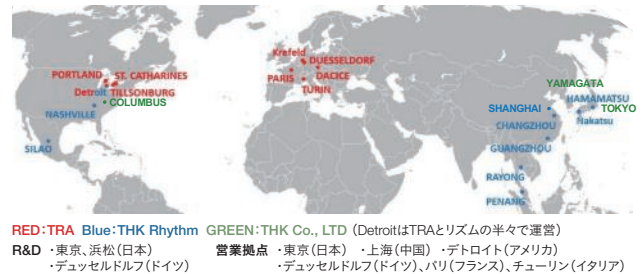 Krefeld
DUESSELDORF
PARIS
DACICE
TURIN
PORTLAND
ST. CATHARINES
Detroit
TILLSONBURG
COLUMBUS
NASHVILLE
SILAO
YAMAGATA
SHANGHAI
HAMAMATSU
TOKYO
CHANGZHOU
Nakatsu
GUANGZHOU
RAYONG
PENANG
RED：TRA Blue：THK Rhythm GREEN：THK Co., LTD（DetroitはTRAとリズムの半々で運営）
R&D ・東京、浜松（日本） 営業拠点 ・東京（日本） ・上海（中国） ・デトロイト（アメリカ）
・デュッセルドルフ（ドイツ） ・デュッセルドルフ（ドイツ）、パリ（フランス）、チューリン（イタリア）